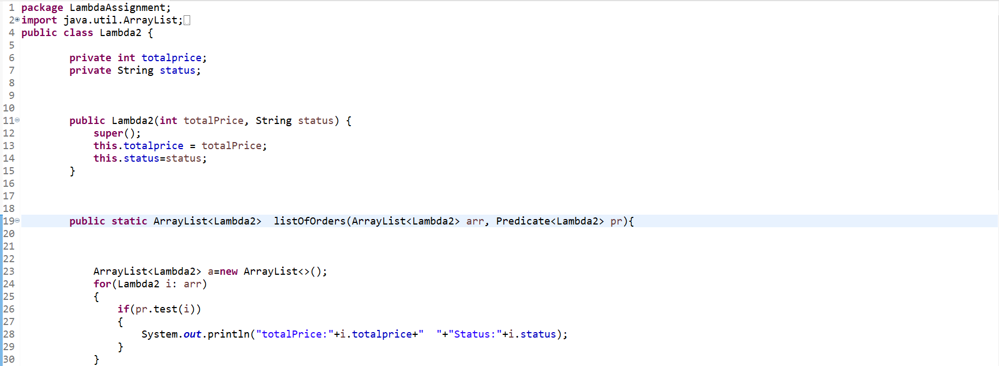 1 package LambdaAssignment;
2 import java.util.ArrayList;
4 public class Lambda2 {
5
6 private int totalprice;
7 private String status;
8
9
10
11 public Lambda2(int totalPrice, String status) {
12 super();
13 this.totalprice = totalPrice;
14 this.status=status;
15 }
16
17
18
19 public static ArrayList<Lambda2>  listOfOrders(ArrayList<Lambda2> arr, Predicate<Lambda2> pr){
20
21
22
23 ArrayList<Lambda2> a=new ArrayList<>();
24 for(Lambda2 i: arr)
25 {
26 if(pr.test(i))
27 {
28 System.out.println("totalPrice:"+i.totalprice+"  "+"Status:"+i.status);
29 }
30 }